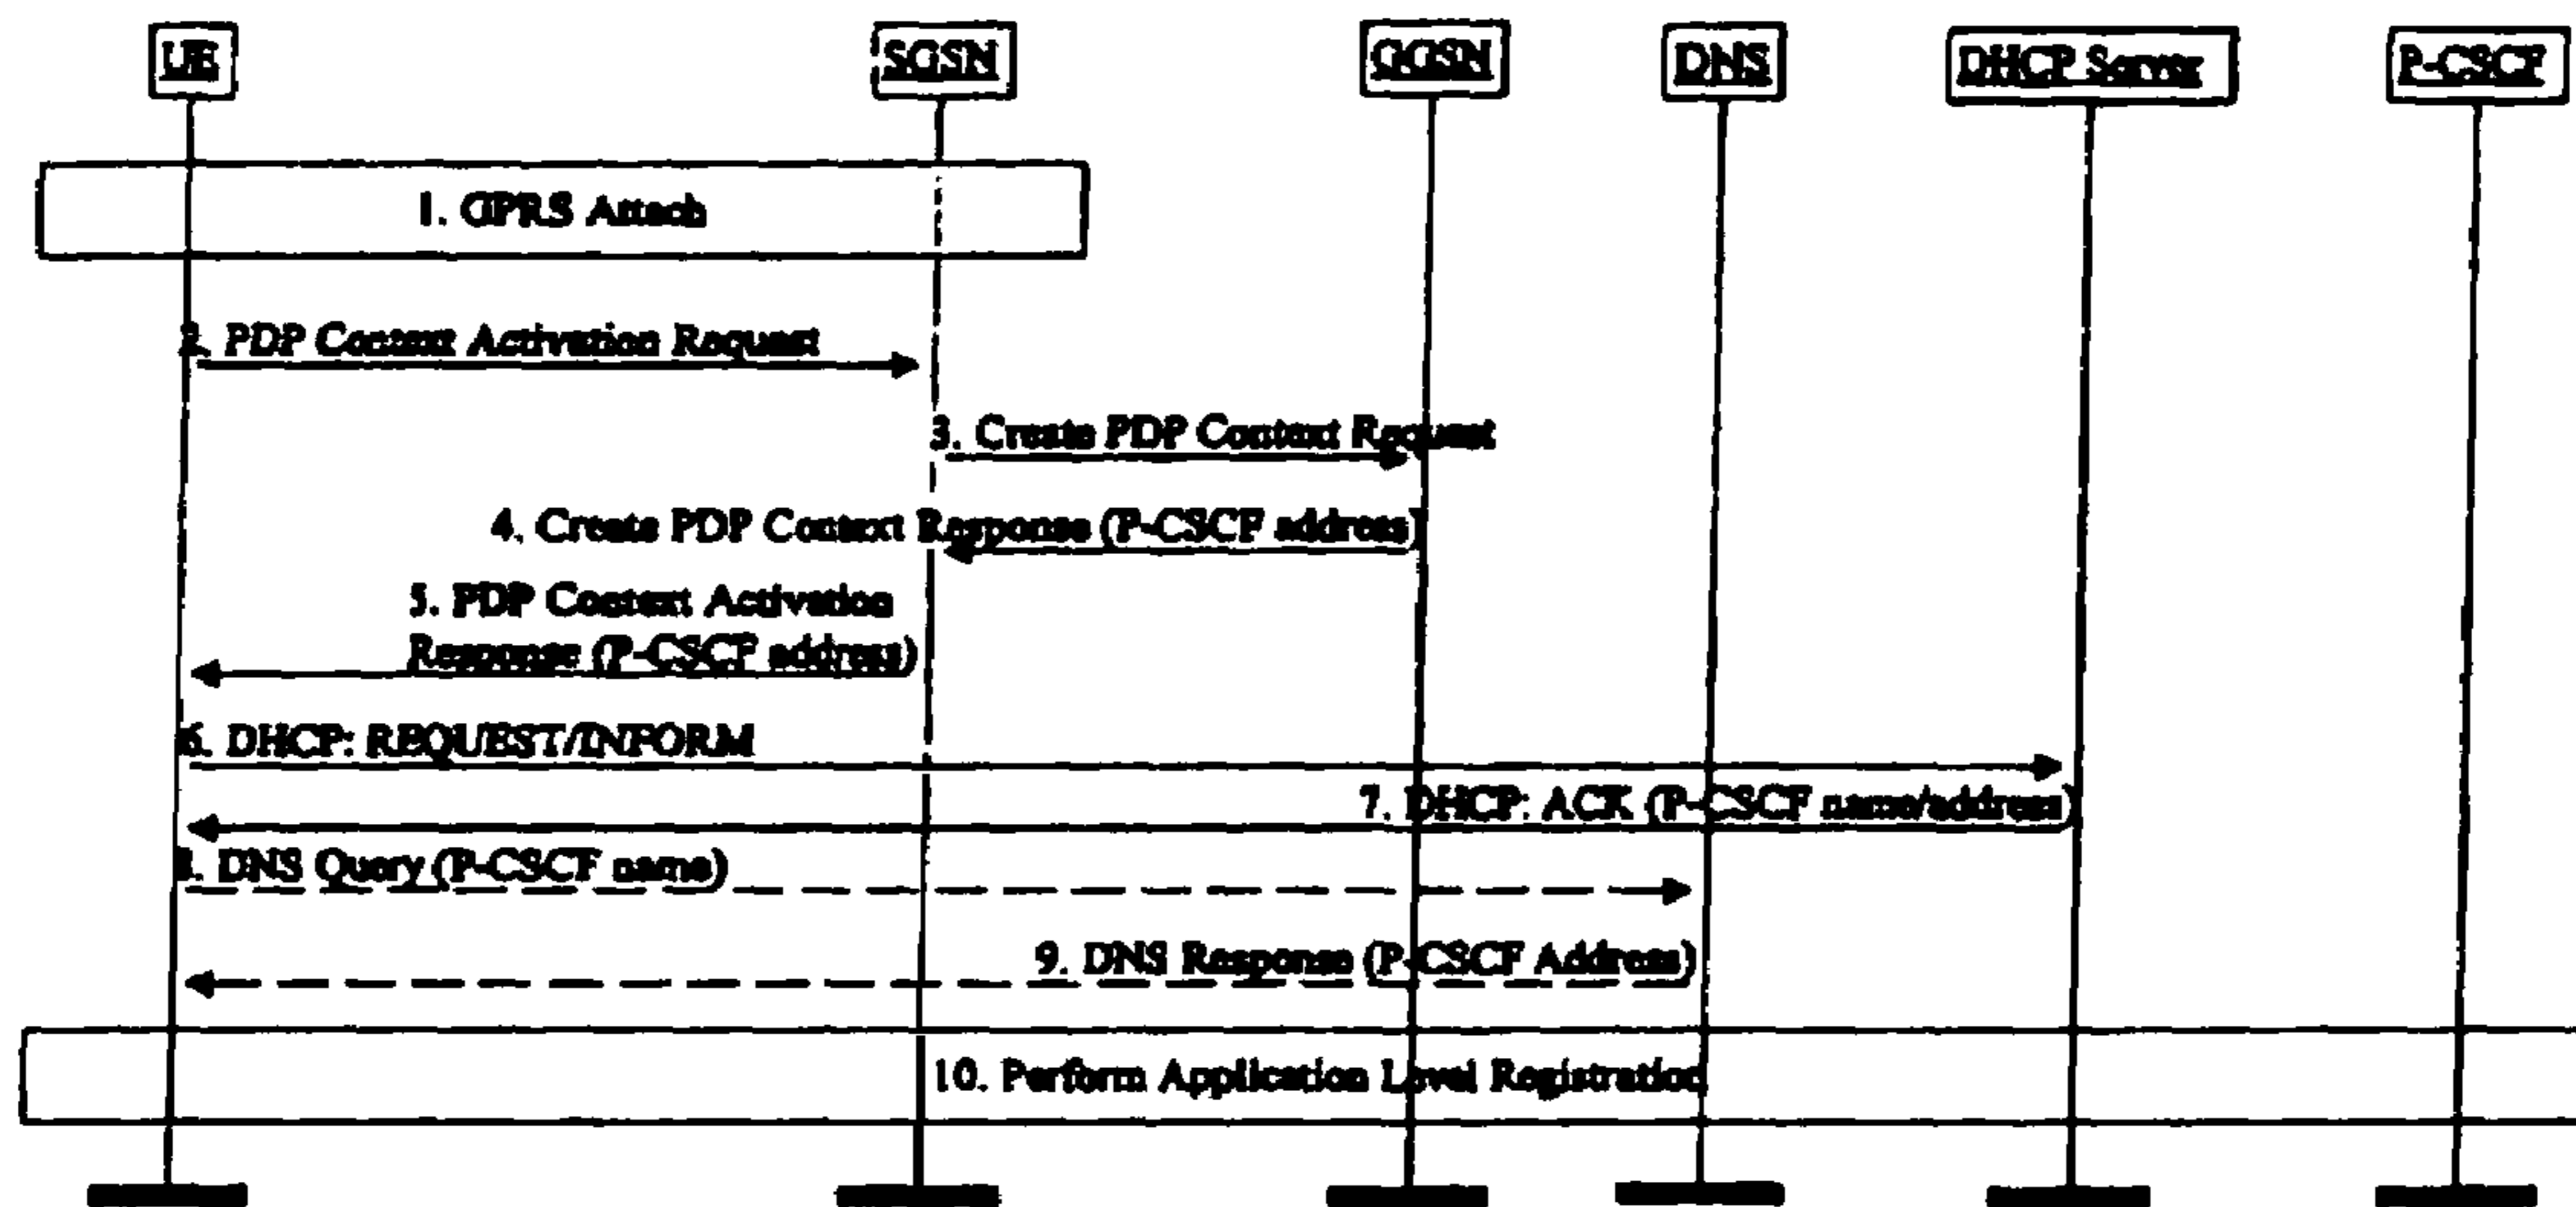 UE
SGSN
GGSN
DNS
DHCP Server
P-CSCF
1. GPRS Attach
2. PDP Context Activation Request
3. Create PDP Context Request
4. Create PDP Context Response (P-CSCF address)
5. PDP Context Activation
Response (P-CSCF address)
6. DHCP: REQUEST/INFORM
7. DHCP: ACK (P-CSCF name/address)
8. DNS Query (P-CSCF name)
9. DNS Response (P-CSCF Address)
10. Perform Application Level Registration